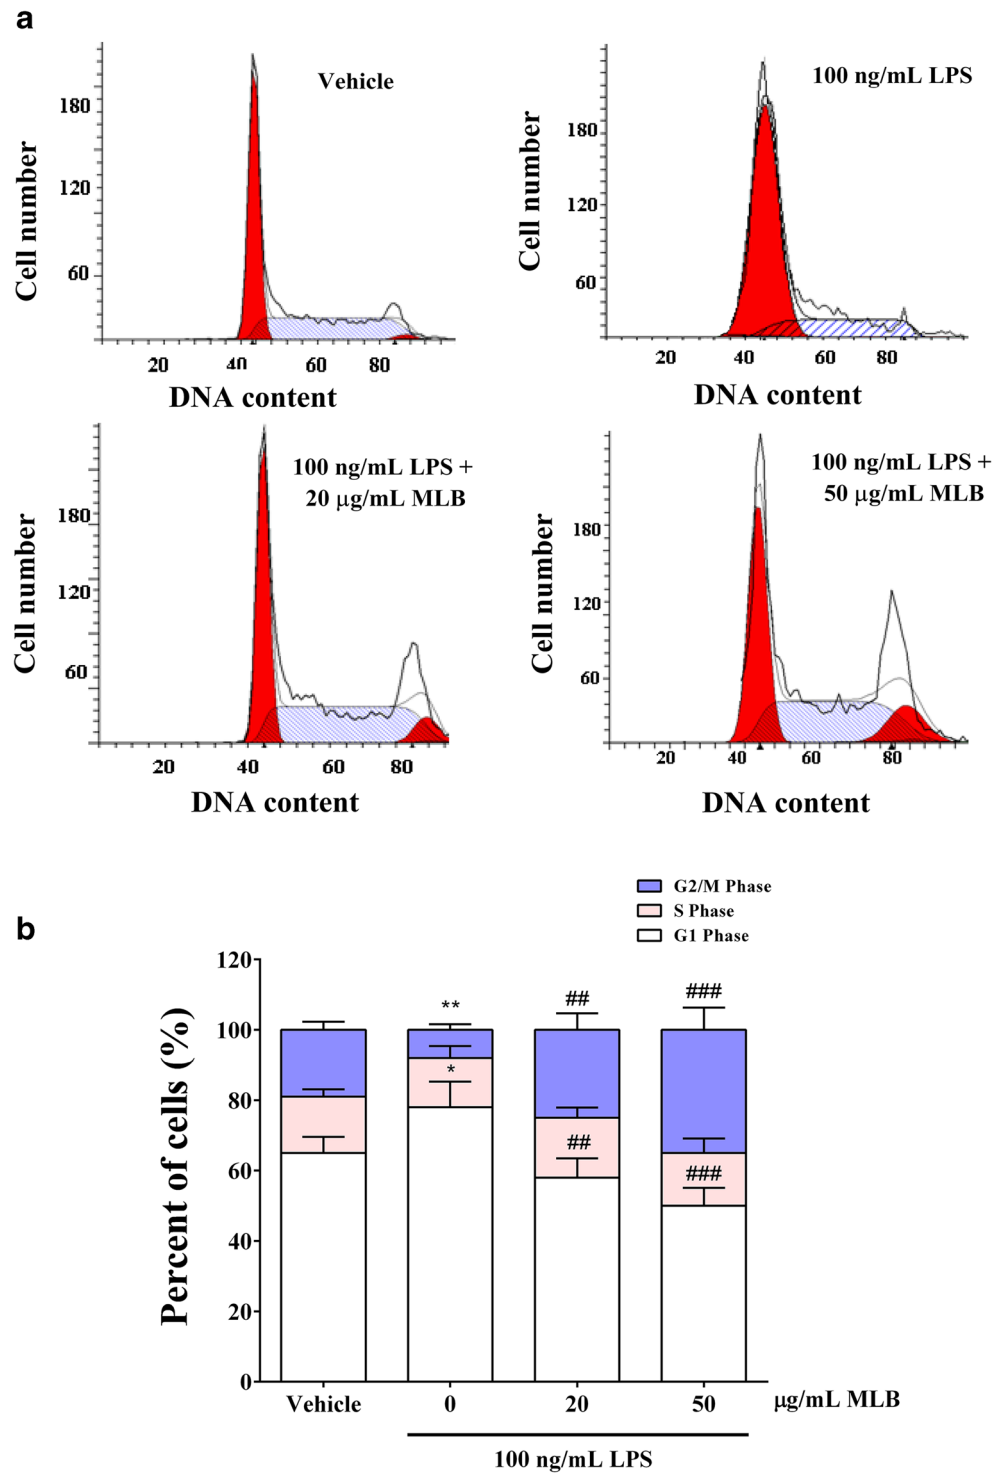 a
Vehicle
180
120
60
Cell number
20 40 60 80
DNA content
100 ng/mL LPS
180
120
60
Cell number
20 40 60 80
DNA content
100 ng/mL LPS +
20 μg/mL MLB
180
120
60
Cell number
20 40 60 80
DNA content
100 ng/mL LPS +
50 μg/mL MLB
180
120
60
Cell number
20 40 60 80
DNA content
b
G2/M Phase
S Phase
G1 Phase
Percent of cells (%)
120
100
80
60
40
20
0
** ## ###
* ## ###
Vehicle 0 20 50 μg/mL MLB
100 ng/mL LPS